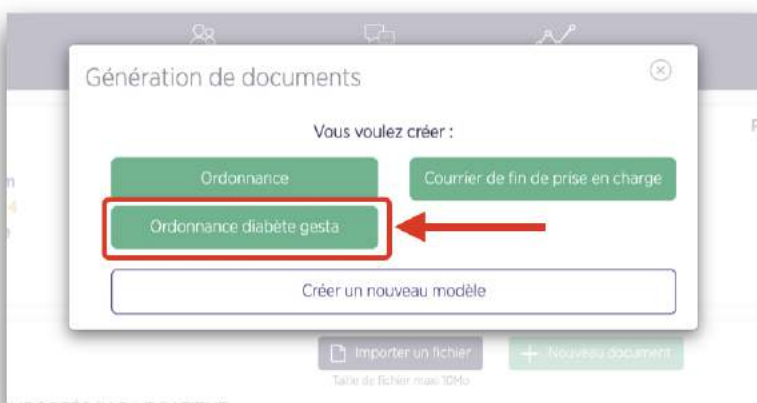 Génération de documents
Vous voulez créer :
Ordonnance
Courrier de fin de prise en charge
Ordonnance diabète gesta
Créer un nouveau modèle
Importer un fichier
+ Nouveau document
Taille de fichier maxi 10Mo